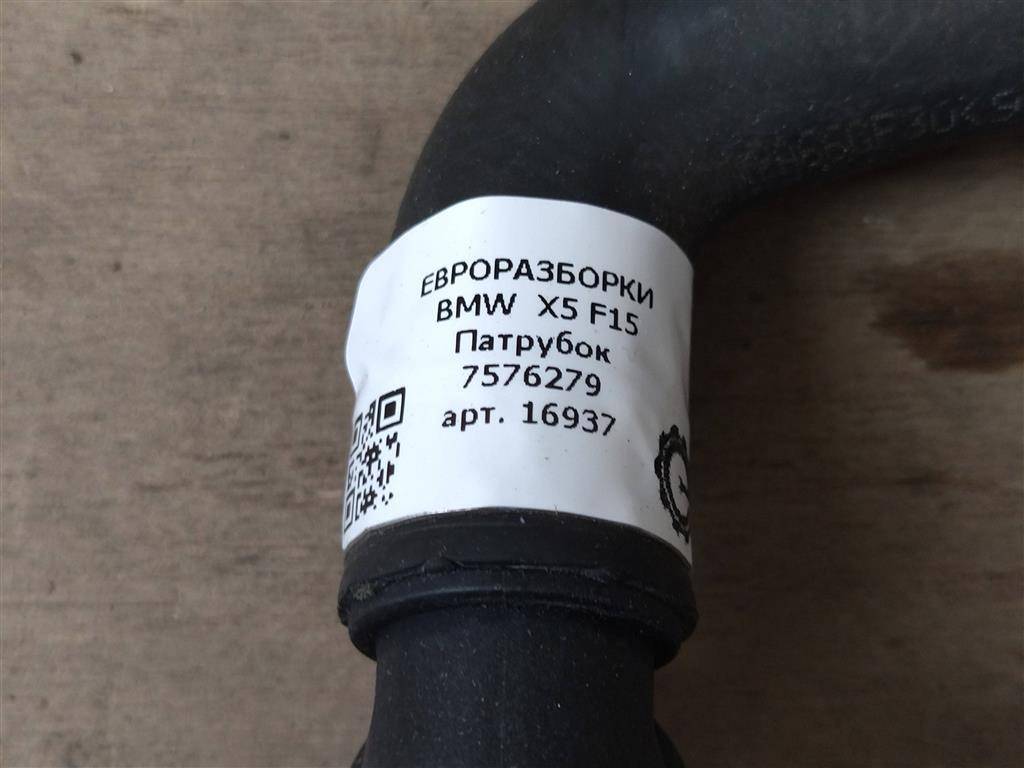 ЕВРОРАЗБОРКИ
BMW X5 F15
Патрубок
7576279
арт. 16937